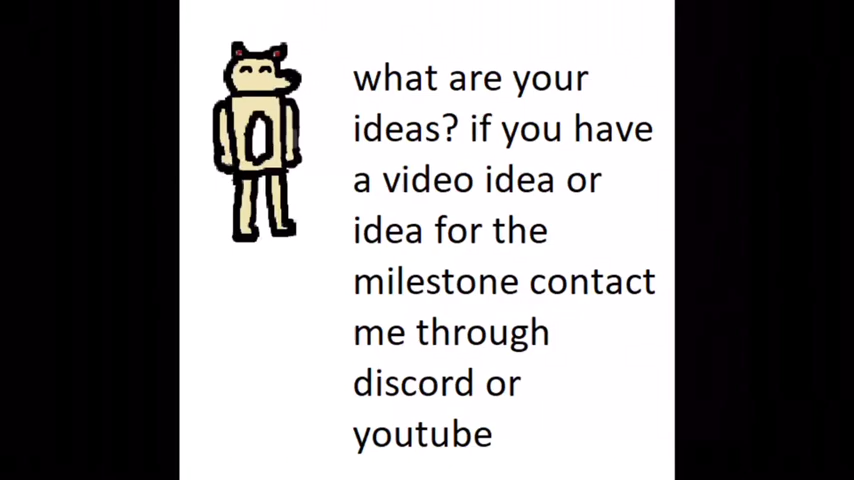 what are your
ideas? if you have
a video idea or
idea for the
milestone contact
me through
discord or
youtube